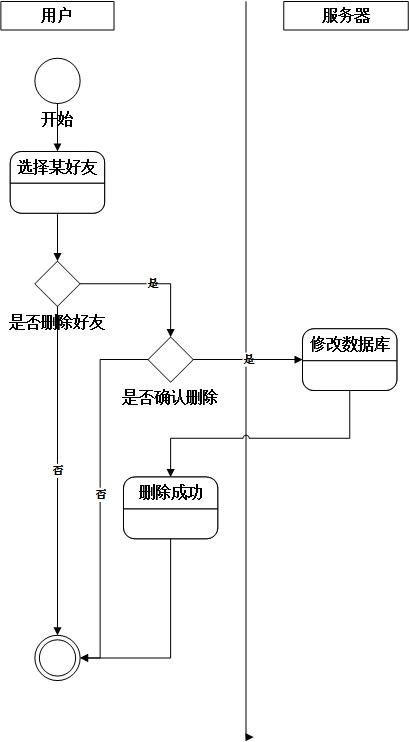 用户
服务器
开始
选择某好友
是
是否删除好友
修改数据库
是
是否确认删除
否
否
删除成功